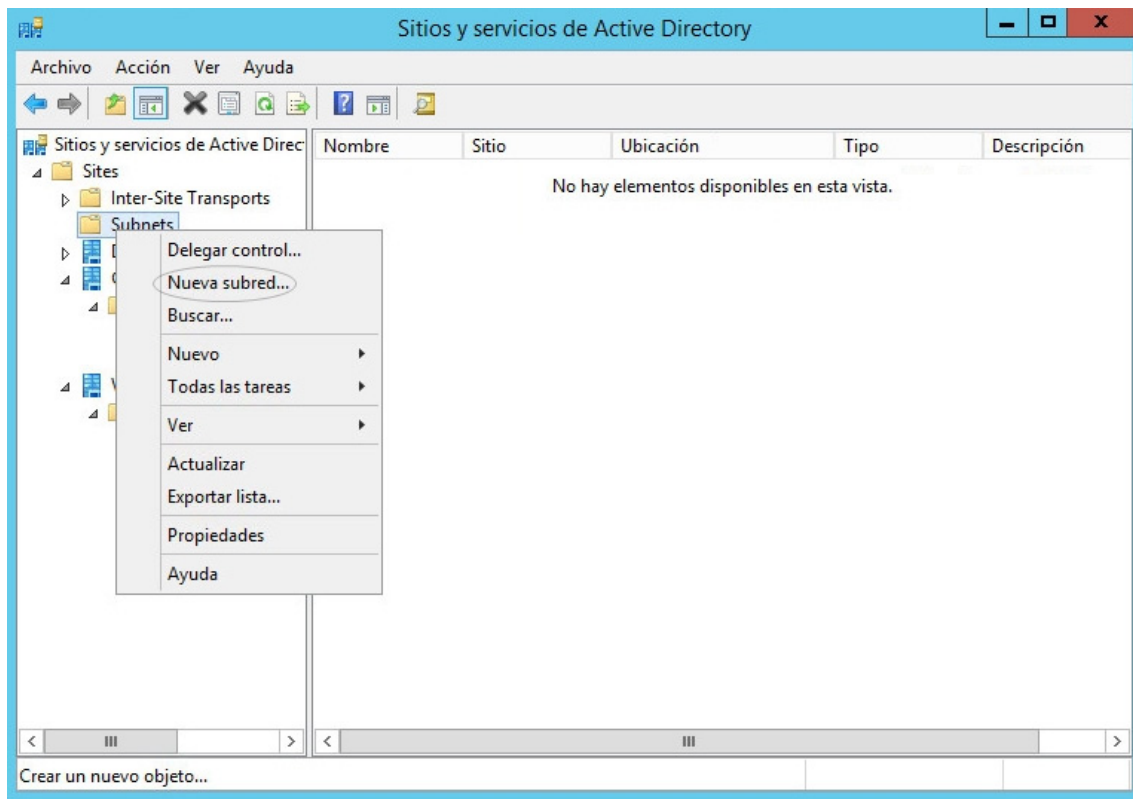 Sitios y servicios de Active Directory
Archivo Acción Ver Ayuda
Sitios y servicios de Active Direc
Nombre Sitio Ubicación Tipo Descripción
Sites
No hay elementos disponibles en esta vista.
Inter-Site Transports
Subnets
Delegar control...
Nueva subred...
Buscar...
Nuevo
Todas las tareas
Ver
Actualizar
Exportar lista...
Propiedades
Ayuda
Crear un nuevo objeto...